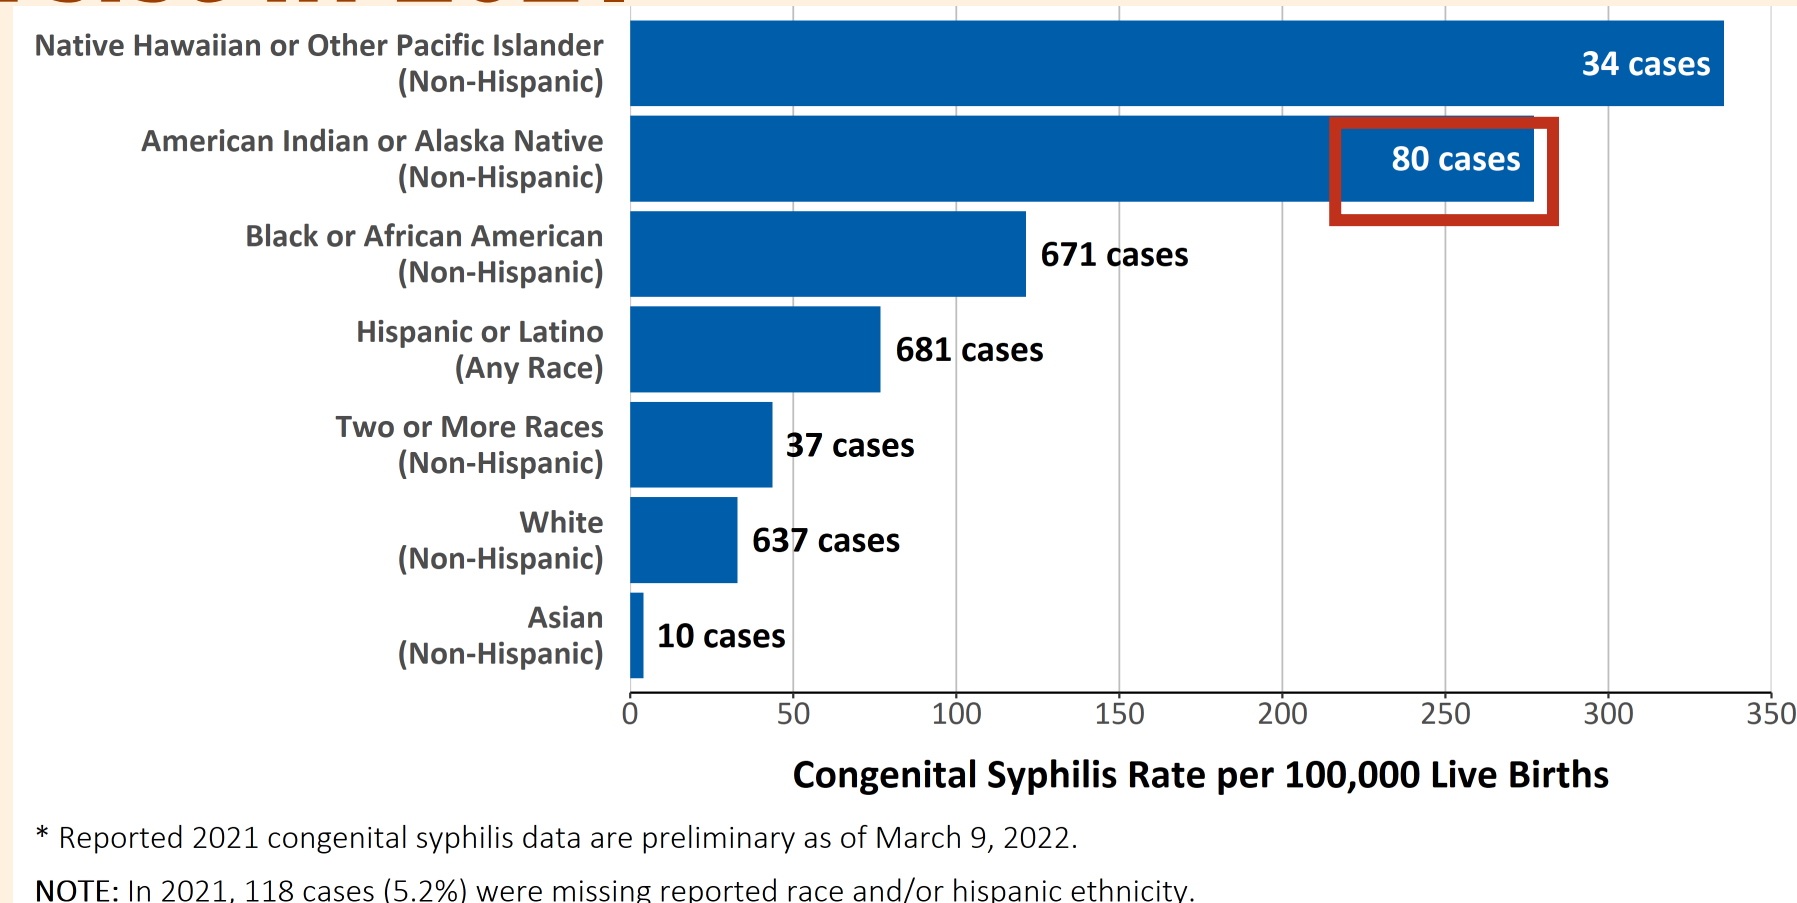 Native Hawaiian or Other Pacific Islander
(Non-Hispanic)
34 cases
American Indian or Alaska Native
(Non-Hispanic)
80 cases
Black or African American
(Non-Hispanic)
671 cases
Hispanic or Latino
(Any Race)
681 cases
Two or More Races
(Non-Hispanic)
37 cases
White
(Non-Hispanic)
637 cases
Asian
(Non-Hispanic)
10 cases
0 50 100 150 200 250 300 350
Congenital Syphilis Rate per 100,000 Live Births
* Reported 2021 congenital syphilis data are preliminary as of March 9, 2022.
NOTE: In 2021, 118 cases (5.2%) were missing reported race and/or hispanic ethnicity.